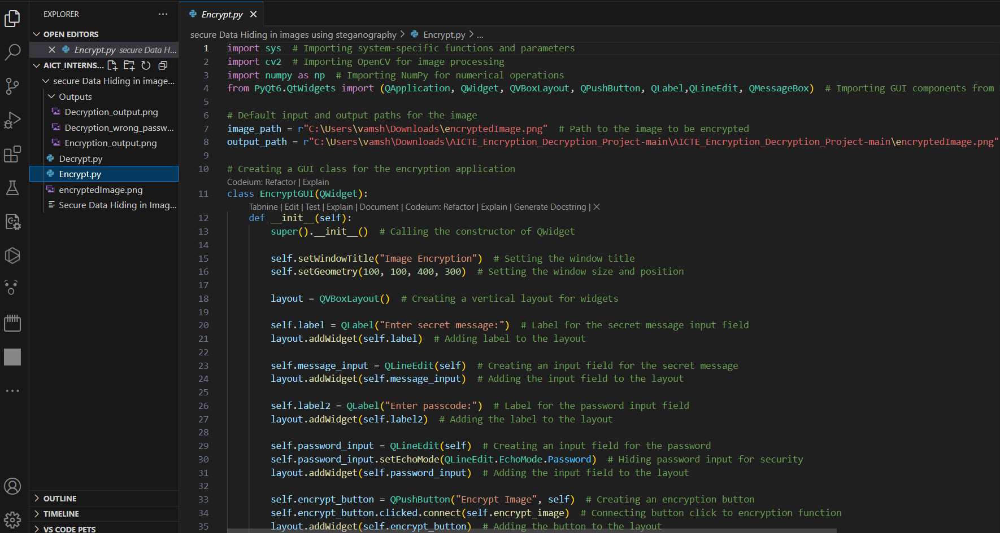 EXPLORER
OPEN EDITORS
Encrypt.py secure Data H...
AICT_INTERNS...
secure Data Hiding in image...
Outputs
Decryption_output.png
Decryption_wrong_passw...
Encryption_output.png
Decrypt.py
Encrypt.py
encryptedImage.png
Secure Data Hiding in Imag...
OUTLINE
TIMELINE
VS CODE PETS
Encrypt.py
secure Data Hiding in images using steganography > Encrypt.py > ...
1 import sys  # Importing system-specific functions and parameters
2 import cv2  # Importing OpenCV for image processing
3 import numpy as np  # Importing NumPy for numerical operations
4 from PyQt6.QtWidgets import (QApplication, QWidget, QVBoxLayout, QPushButton, QLabel,QLineEdit, QMessageBox)  # Importing GUI components from
5
6 # Default input and output paths for the image
7 image_path = r"C:\Users\vamsh\Downloads\encryptedImage.png"  # Path to the image to be encrypted
8 output_path = r"C:\Users\vamsh\Downloads\AICTE_Encryption_Decryption_Project-main\AICTE_Encryption_Decryption_Project-main\encryptedImage.png"
9
10 # Creating a GUI class for the encryption application
Codeium: Refactor | Explain
11 class EncryptGUI(QWidget):
Tabnine | Edit | Test | Explain | Document | Codeium: Refactor | Explain | Generate Docstring | X
12 def __init__(self):
13 super().__init__()  # Calling the constructor of QWidget
14
15 self.setWindowTitle("Image Encryption")  # Setting the window title
16 self.setGeometry(100, 100, 400, 300)  # Setting the window size and position
17
18 layout = QVBoxLayout()  # Creating a vertical layout for widgets
19
20 self.label = QLabel("Enter secret message:")  # Label for the secret message input field
21 layout.addWidget(self.label)  # Adding label to the layout
22
23 self.message_input = QLineEdit(self)  # Creating an input field for the secret message
24 layout.addWidget(self.message_input)  # Adding the input field to the layout
25
26 self.label2 = QLabel("Enter passcode:")  # Label for the password input field
27 layout.addWidget(self.label2)  # Adding the label to the layout
28
29 self.password_input = QLineEdit(self)  # Creating an input field for the password
30 self.password_input.setEchoMode(QLineEdit.EchoMode.Password)  # Hiding password input for security
31 layout.addWidget(self.password_input)  # Adding the input field to the layout
32
33 self.encrypt_button = QPushButton("Encrypt Image", self)  # Creating an encryption button
34 self.encrypt_button.clicked.connect(self.encrypt_image)  # Connecting button click to encryption function
35 layout.addWidget(self.encrypt_button)  # Adding the button to the layout